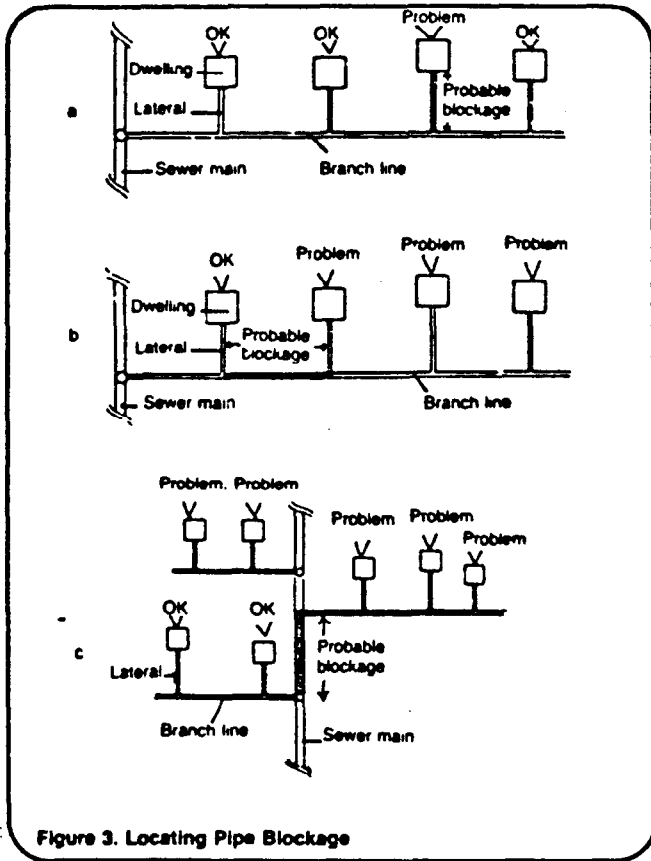 OK
OK
Problem
OK
Dwelling
Probable
blockage
Lateral
a
Sewer main
Branch line
OK
Problem
Problem
Problem
Dwelling
Probable
blockage
Lateral
b
Sewer main
Branch line
Problem. Problem
Problem
Problem
Problem
OK
OK
Probable
blockage
c
Lateral
Branch line
Sewer main
Figure 3. Locating Pipe Blockage